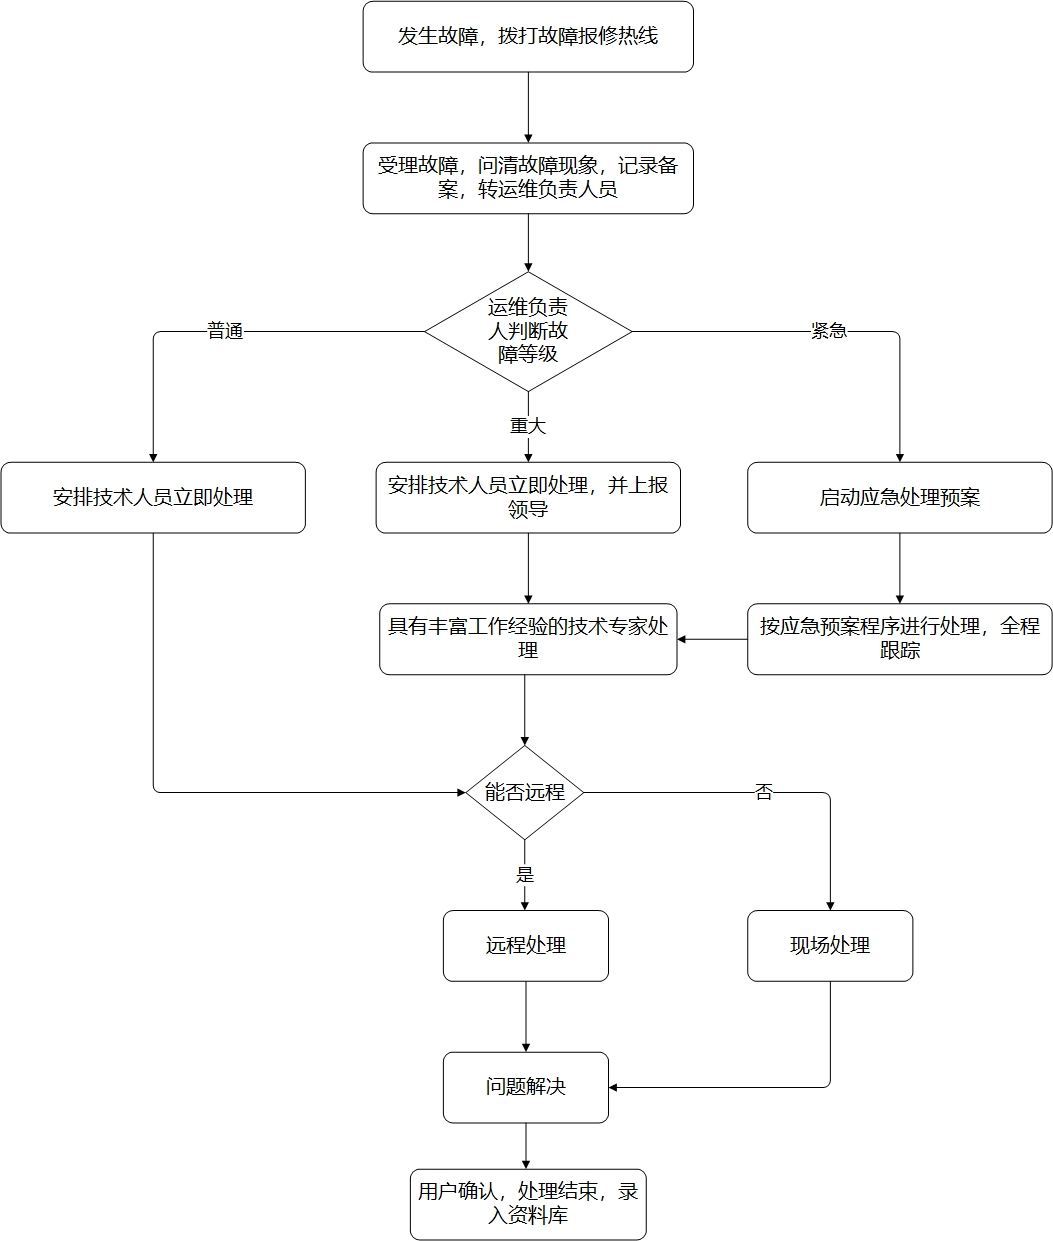 发生故障，拨打故障报修热线
受理故障，问清故障现象，记录备
案，转运维负责人员
运维负责
人判断故
障等级
普通
紧急
重大
安排技术人员立即处理
安排技术人员立即处理，并上报
领导
启动应急处理预案
具有丰富工作经验的技术专家处
理
按应急预案程序进行处理，全程
跟踪
能否远程
否
是
远程处理
现场处理
问题解决
用户确认，处理结束，录
入资料库